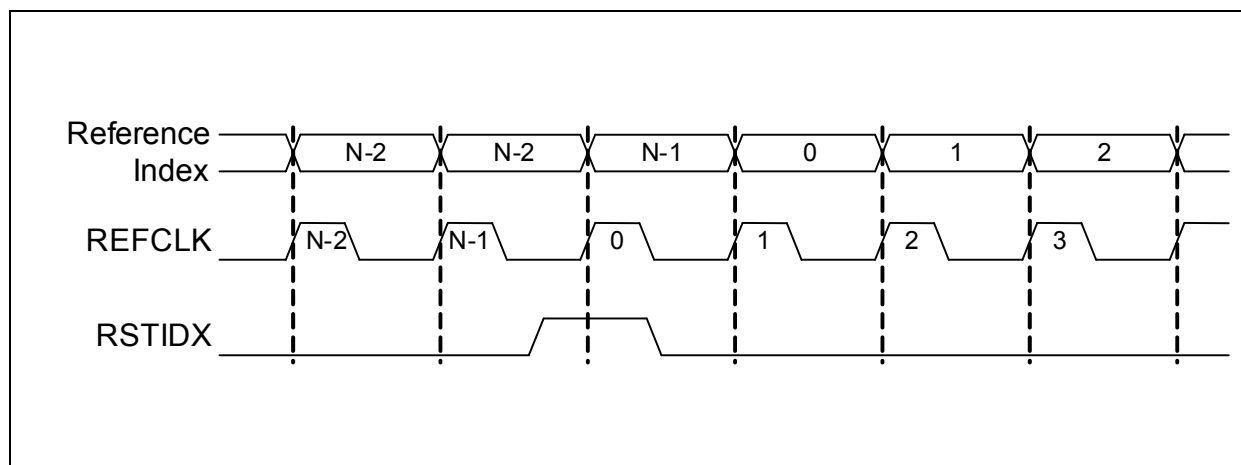 Reference
Index
N-2 N-2 N-1 0 1 2
REFCLK
N-2 N-1 0 1 2 3
RSTIDX